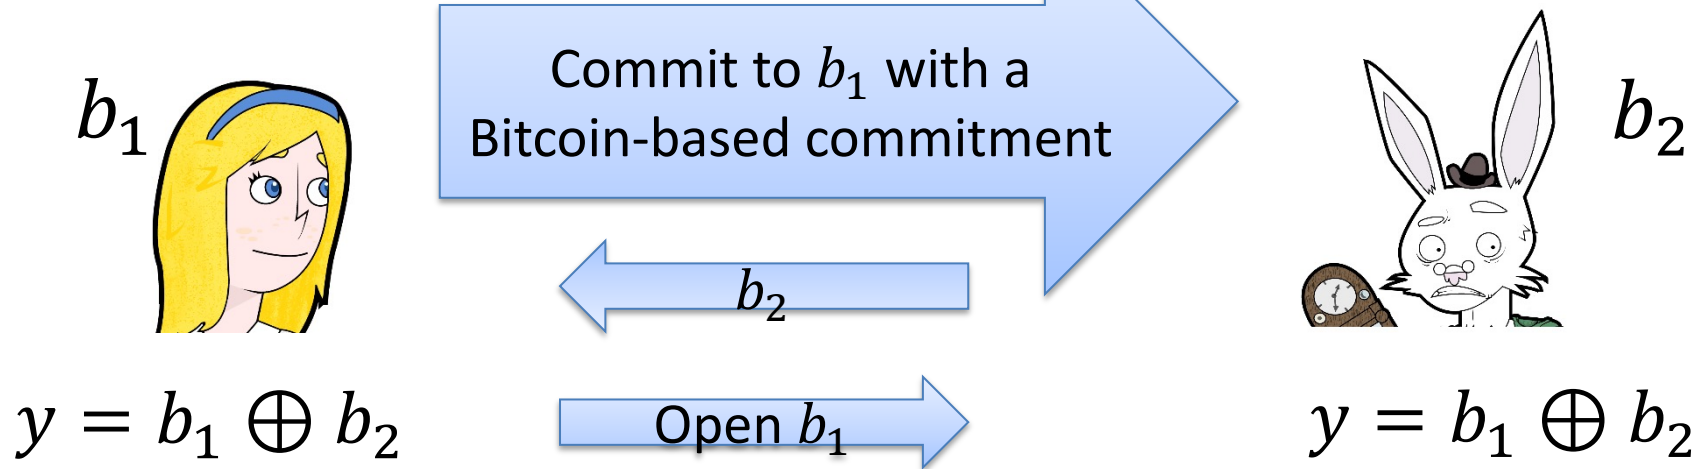 b₁
Commit to b₁ with a
Bitcoin-based commitment
b₂
b₂
Open b₁
y = b₁ ⊕ b₂
y = b₁ ⊕ b₂